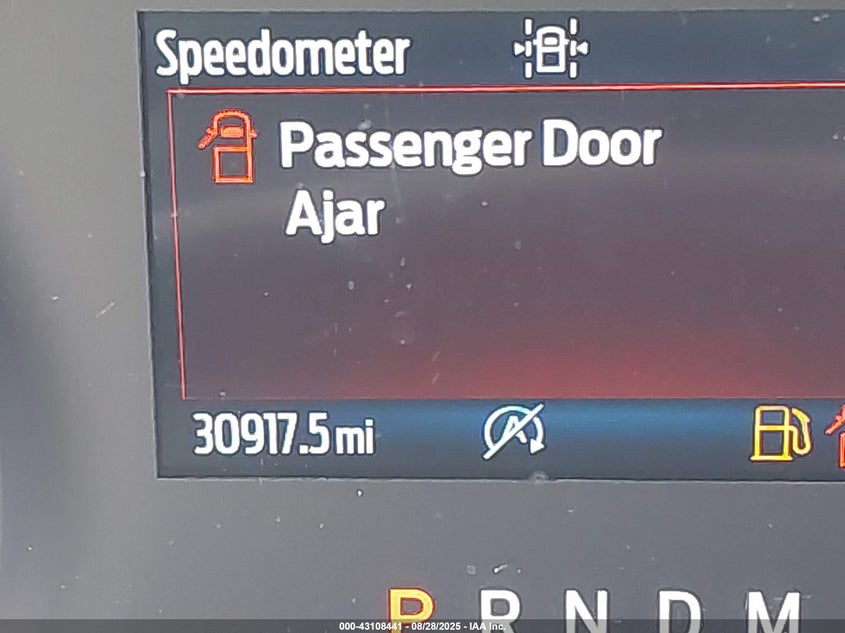 Speedometer
Passenger Door
Ajar
30917.5 mi
P R N D M
000-43108441 - 08/28/2025 - IAA Inc.